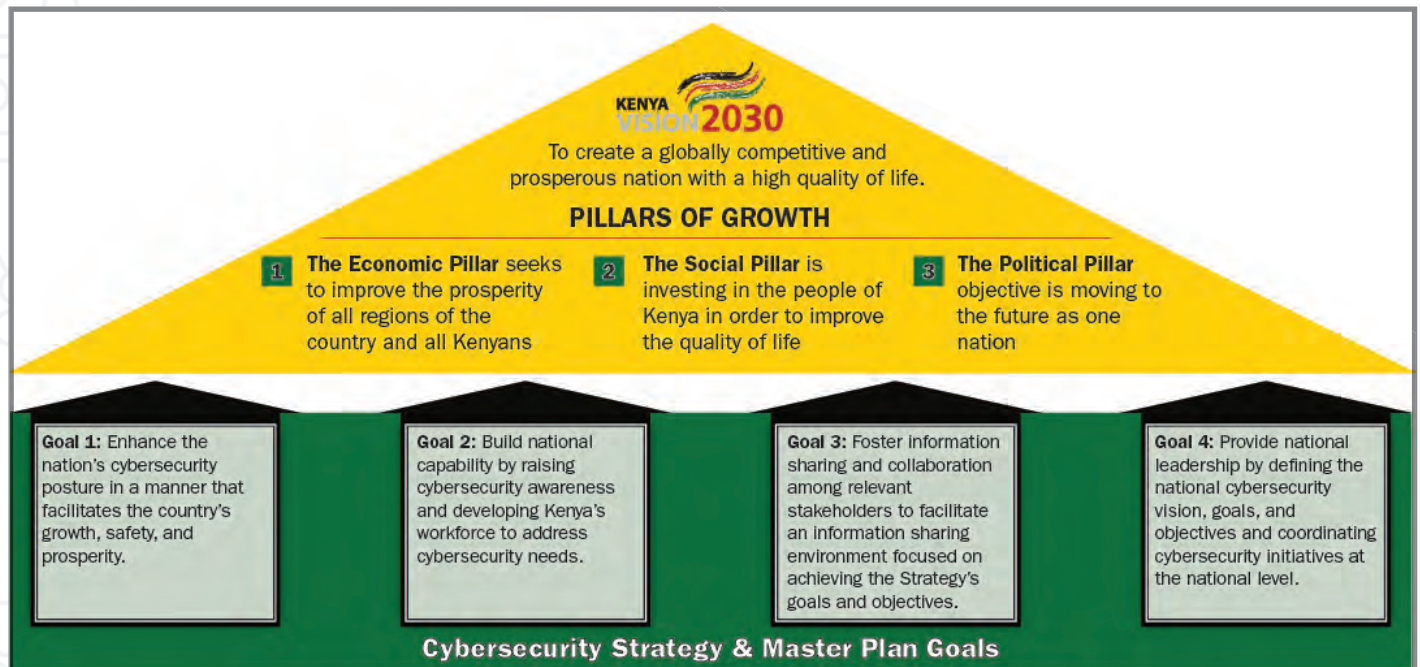 KENYA
VISION 2030
To create a globally competitive and
prosperous nation with a high quality of life.
PILLARS OF GROWTH
1 The Economic Pillar seeks
to improve the prosperity
of all regions of the
country and all Kenyans
2 The Social Pillar is
investing in the people of
Kenya in order to improve
the quality of life
3 The Political Pillar
objective is moving to
the future as one
nation
Goal 1: Enhance the
nation's cybersecurity
posture in a manner that
facilitates the country's
growth, safety, and
prosperity.
Goal 2: Build national
capability by raising
cybersecurity awareness
and developing Kenya's
workforce to address
cybersecurity needs.
Goal 3: Foster information
sharing and collaboration
among relevant
stakeholders to facilitate
an information sharing
environment focused on
achieving the Strategy's
goals and objectives.
Goal 4: Provide national
leadership by defining the
national cybersecurity
vision, goals, and
objectives and coordinating
cybersecurity initiatives at
the national level.
Cybersecurity Strategy & Master Plan Goals